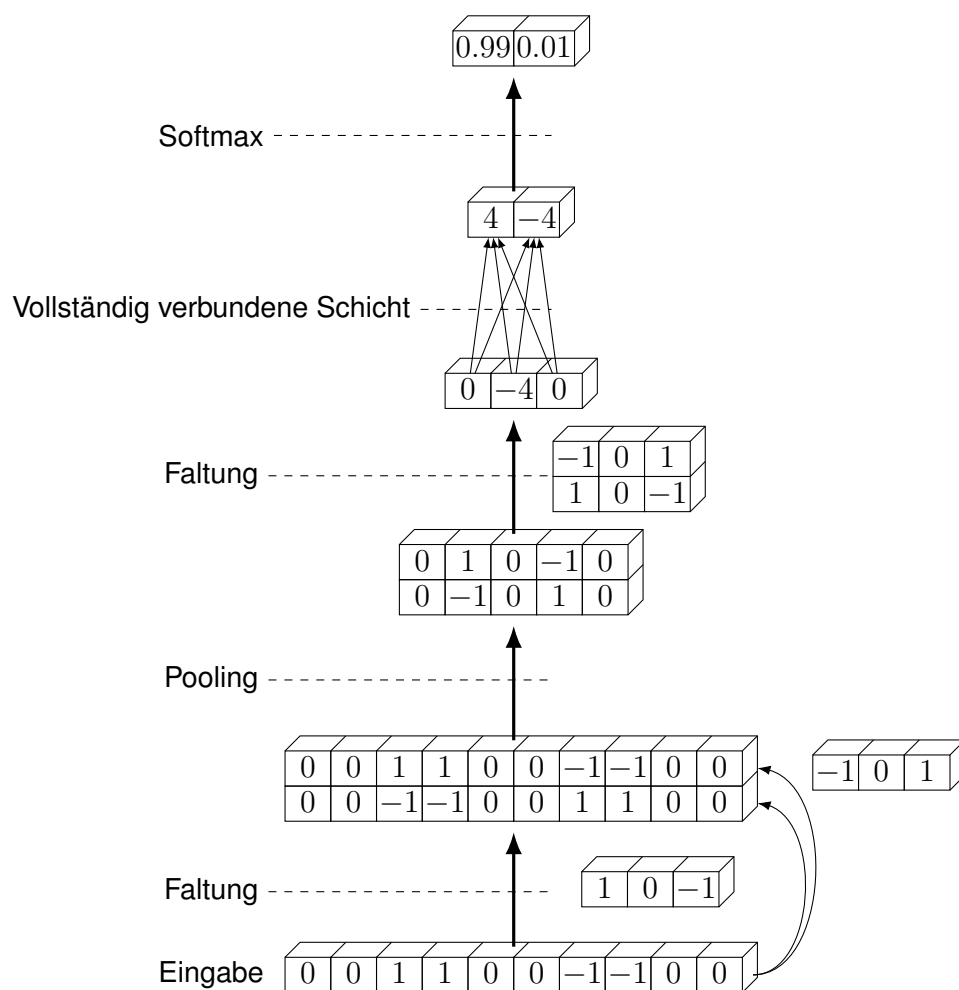 0.99 0.01
Softmax
4 −4
Vollständig verbundene Schicht
0 −4 0
−1 0 1
Faltung
1 0 −1
0 1 0 −1 0
0 −1 0 1 0
Pooling
0 0 1 1 0 0 −1 −1 0 0
−1 0 1
0 0 −1 −1 0 0 1 1 0 0
Faltung
1 0 −1
Eingabe
0 0 1 1 0 0 −1 −1 0 0